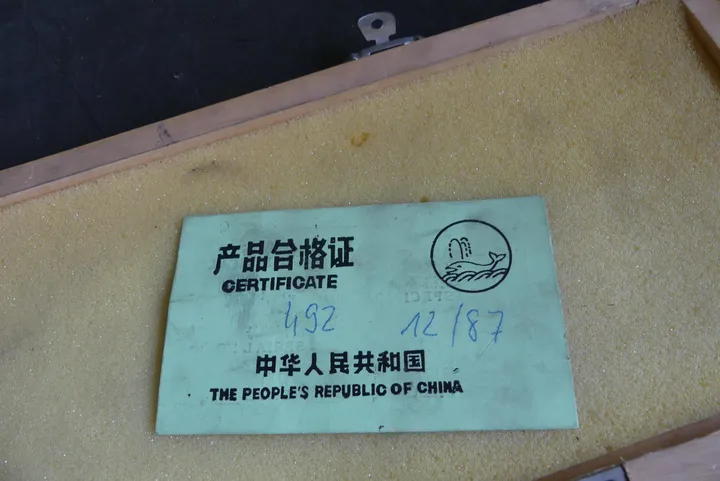 产品合格证
CERTIFICATE
492 12/87
中华人民共和国
THE PEOPLE'S REPUBLIC OF CHINA